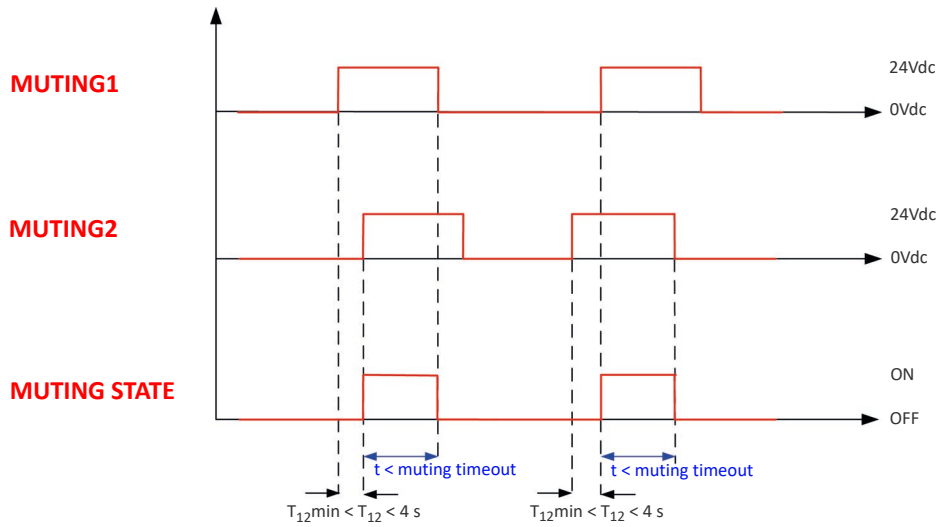 MUTING1
24Vdc
0Vdc
MUTING2
24Vdc
0Vdc
MUTING STATE
ON
OFF
t < muting timeout
t < muting timeout
T₁₂min < T₁₂ < 4 s
T₁₂min < T₁₂ < 4 s